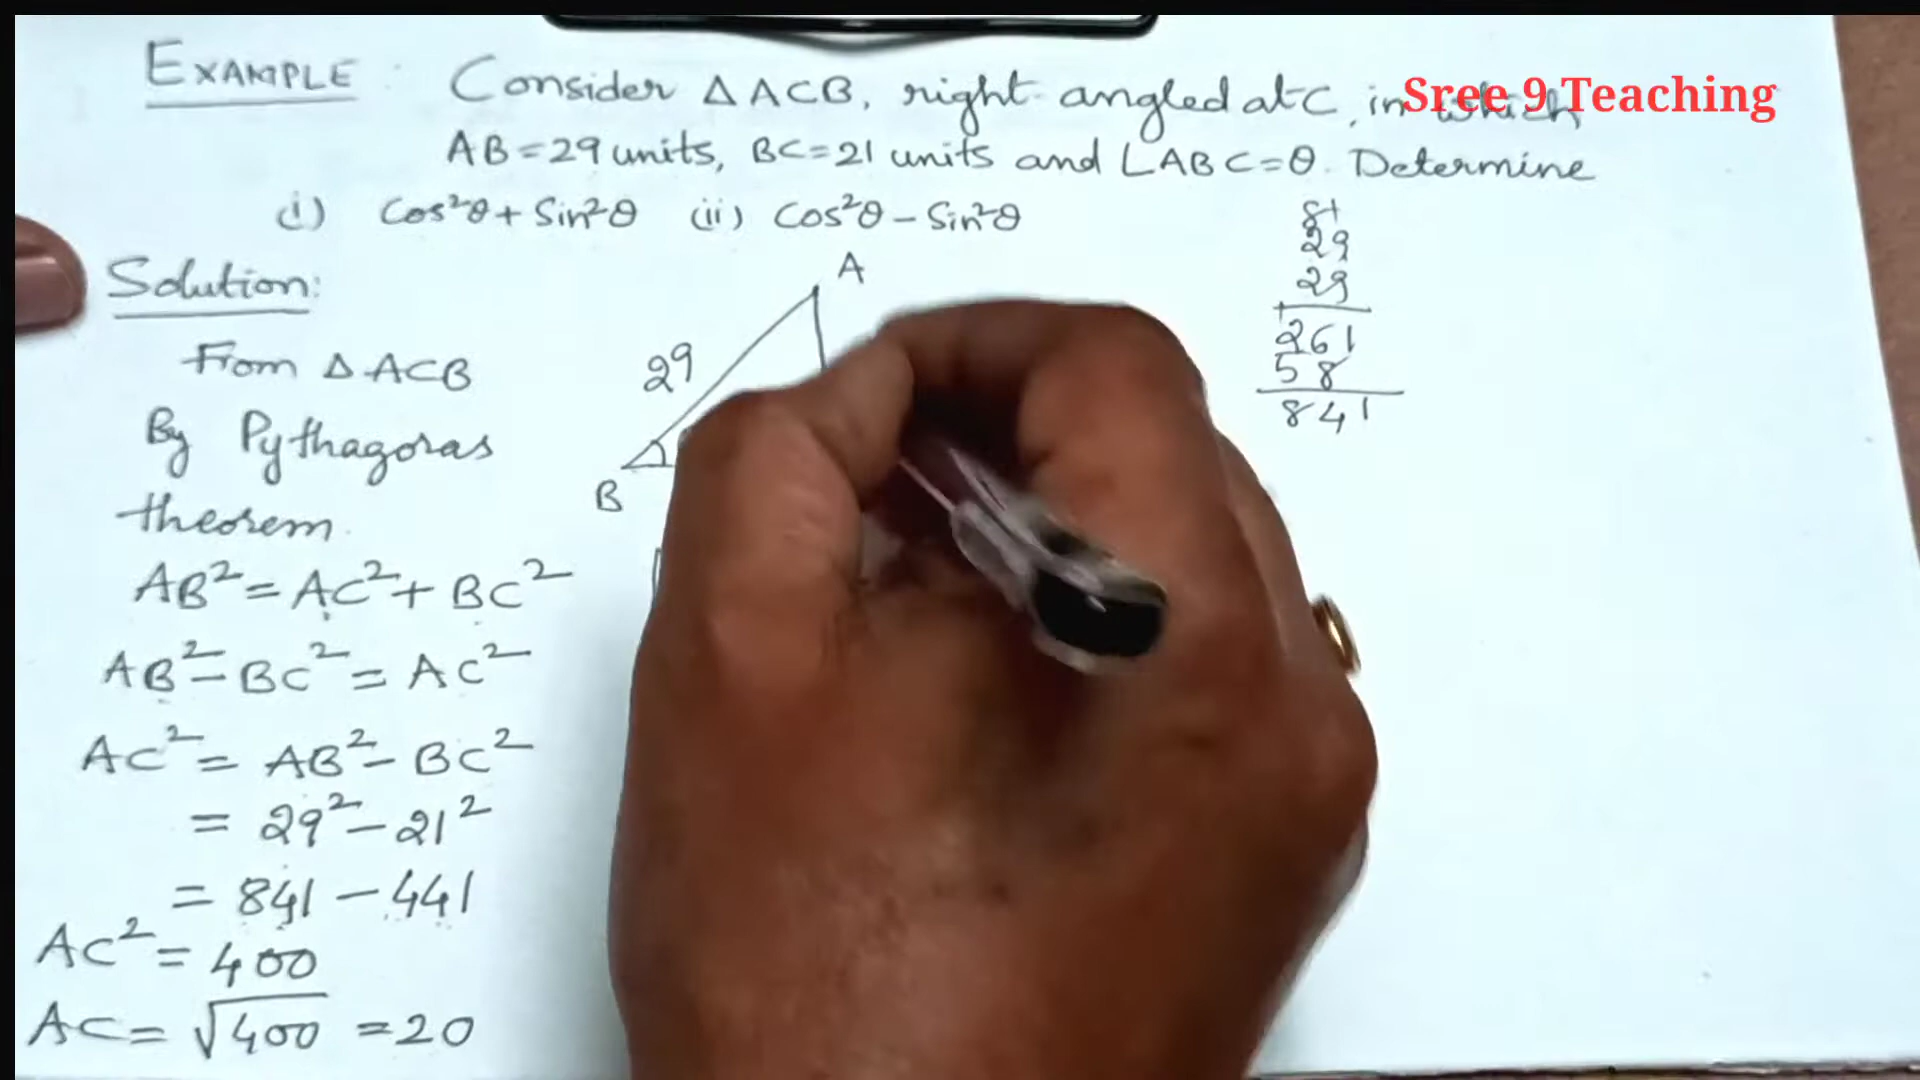 EXAMPLE : Consider ΔACB, right angled at C, in which
Sree 9 Teaching
AB=29 units, BC=21 units and ∠ABC=θ. Determine
(i) Cos²θ+Sin²θ (ii) Cos²θ-Sin²θ
Solution:
From ΔACB
By Pythagoras
theorem.
AB²=AC²+BC²
AB²-BC²=AC²
AC²=AB²-BC²
=29²-21²
=841-441
AC²=400
AC=√400=20
A
29
B
29
29
261
58
841